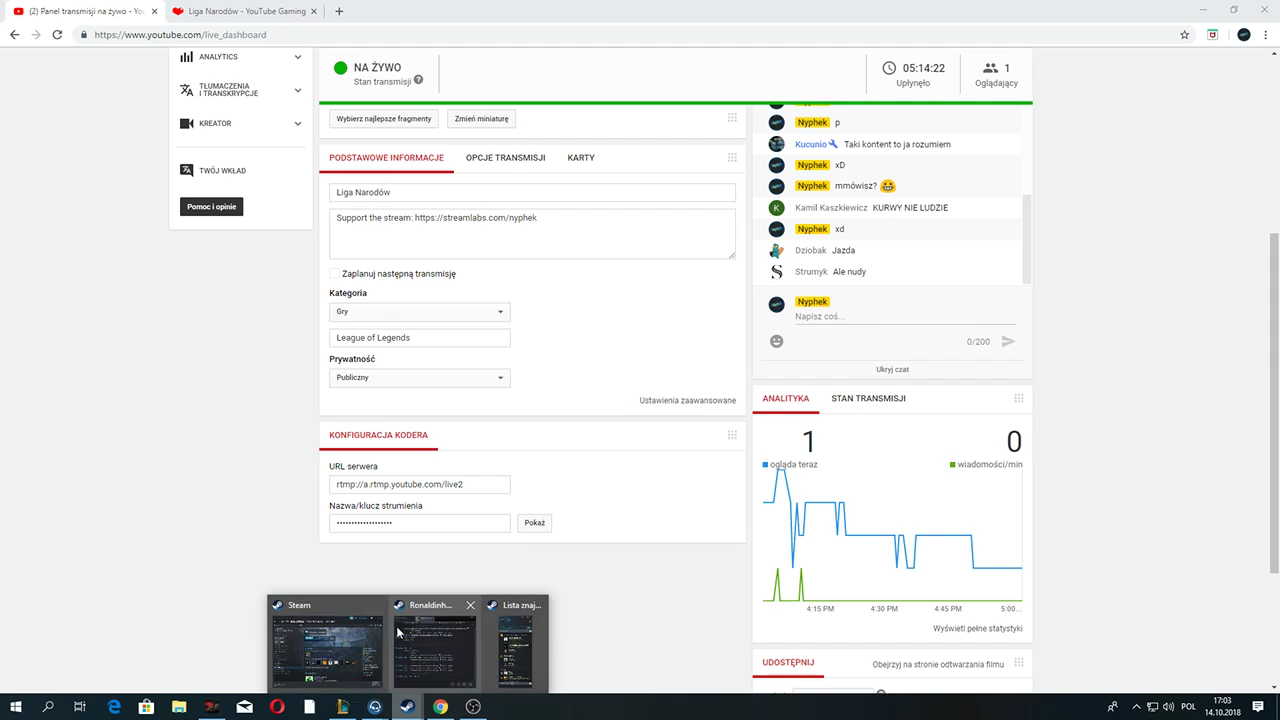 (2) Panel transmisji na żywo - Yo
Liga Narodów - YouTube Gaming
https://www.youtube.com/live_dashboard
ANALYTICS
TŁUMACZENIA
I TRANSKRYPCJE
KREATOR
TWÓJ WKŁAD
Pomoc i opinie
NA ŻYWO
Stan transmisji
05:14:22
Upłynęło
1
Oglądający
Wybierz najlepsze fragmenty
Zmień miniaturę
PODSTAWOWE INFORMACJE
OPCJE TRANSMISJI
KARTY
Liga Narodów
Support the stream: https://streamlabs.com/nyphek
Zaplanuj następną transmisję
Kategoria
Gry
League of Legends
Prywatność
Publiczny
Ustawienia zaawansowane
KONFIGURACJA KODERA
URL serwera
rtmp://a.rtmp.youtube.com/live2
Nazwa/klucz strumienia
••••••••••••••••••
Pokaż
Nyphek p
Kucunio Taki kontent to ja rozumiem
Nyphek xD
Nyphek mmówisz?
K Kamil Kaszkiewicz KURWY NIE LUDZIE
Nyphek xd
Dziobak Jazda
Strumyk Ale nudy
Nyphek
Napisz coś...
0/200
Ukryj czat
ANALITYKA
STAN TRANSMISJI
1
ogląda teraz
0
wiadomości/min
4:15 PM
4:30 PM
4:45 PM
5:00...
Wyświetl pełne statystyki
UDOSTĘPNIJ
Obejrzyj na stronie odtwarzania filmu
Steam
Ronaldinh...
Lista znaj...
POL
17:03
14.10.2018